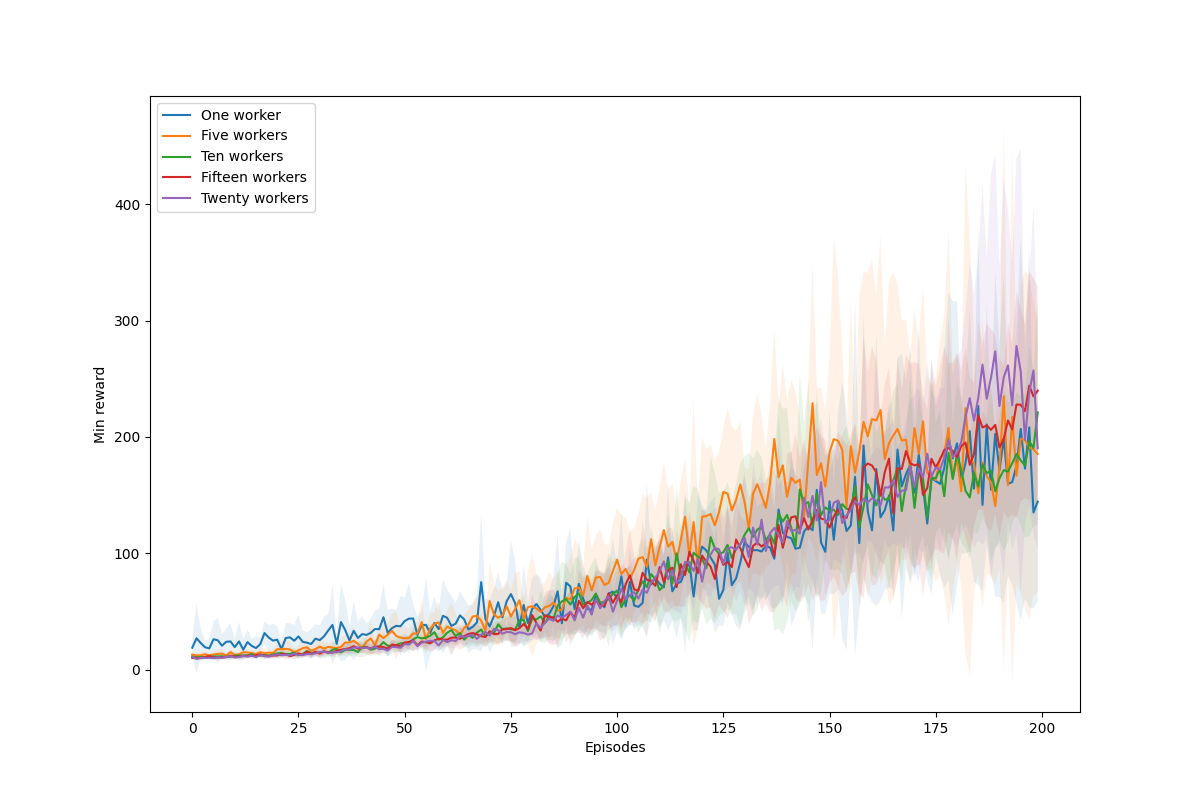 One worker
Five workers
Ten workers
Fifteen workers
Twenty workers
400
300
200
100
0
Min reward
0 25 50 75 100 125 150 175 200
Episodes